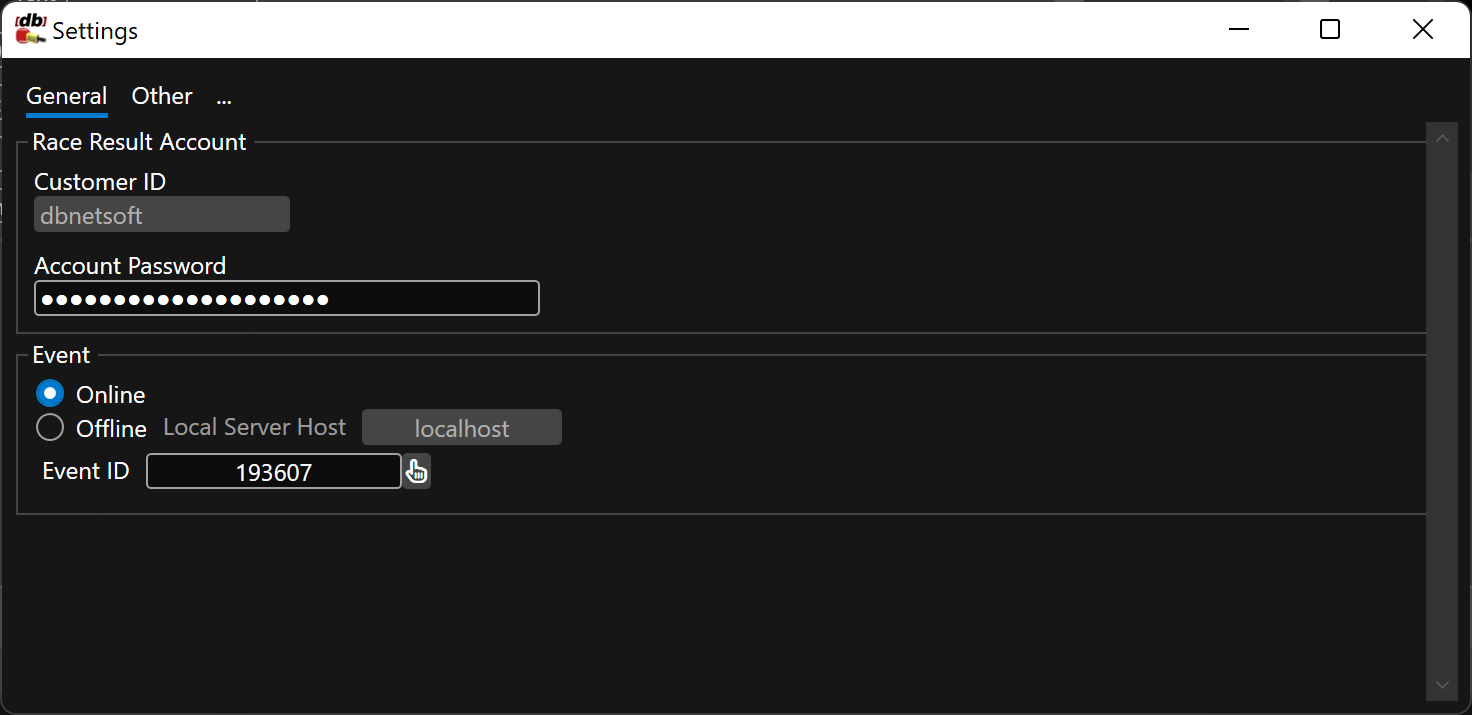 [db] Settings
General Other ...
Race Result Account
Customer ID
dbnetsoft
Account Password
●●●●●●●●●●●●●●●●●●●●
Event
Online
Offline Local Server Host localhost
Event ID 193607